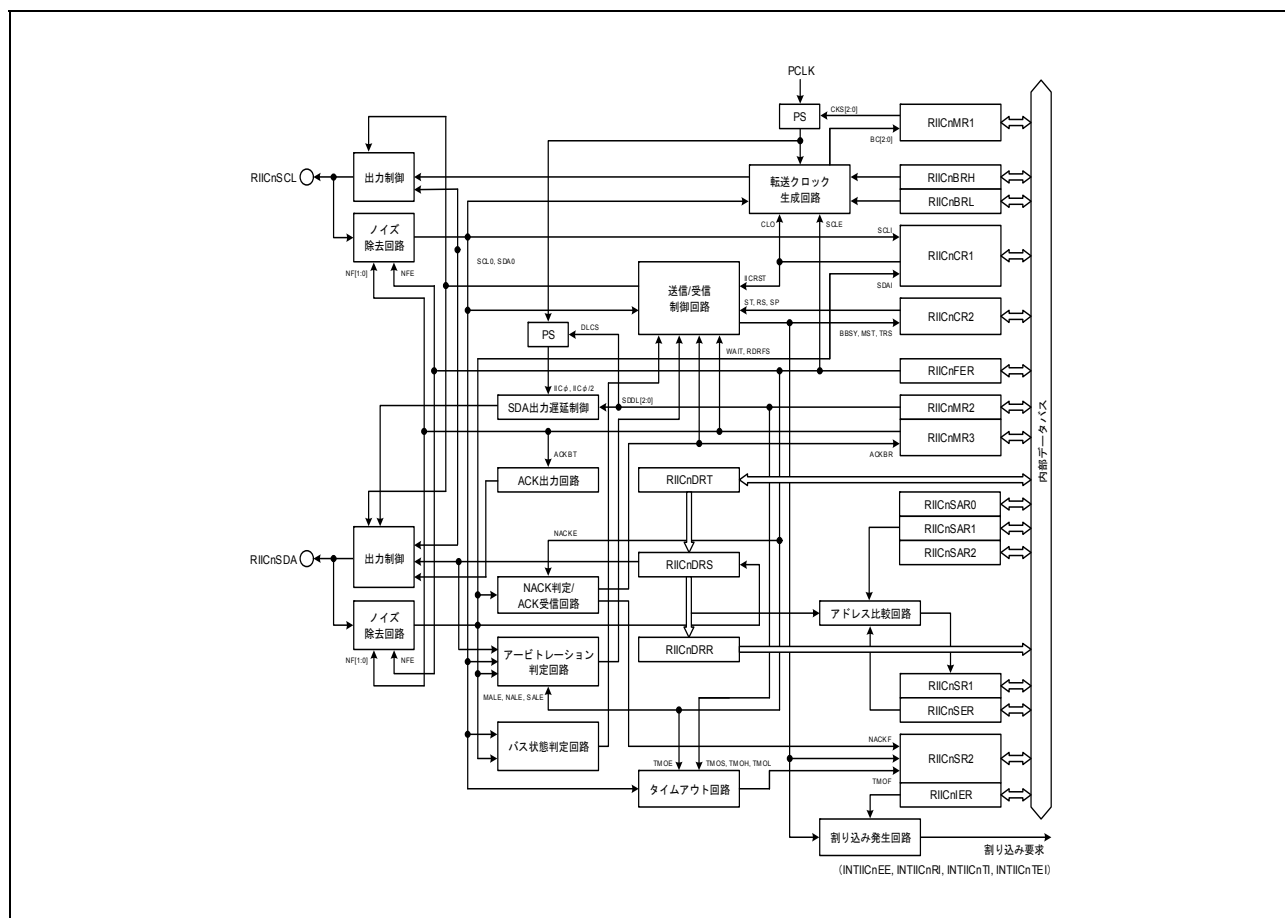 PCLK
PS
CKS[2:0]
RIICnMR1
BC[2:0]
RIICnSCL
出力制御
転送クロック
生成回路
RIICnBRH
RIICnBRL
ノイズ
除去回路
CLO
SCLE
SCLI
RIICnCR1
NF[1:0]
NFE
SCL0, SDA0
送信/受信
制御回路
IICRST
SDAI
ST, RS, SP
RIICnCR2
BBSY, MST, TRS
PS
DLCS
WAIT, RDRFS
RIICnFER
IICφ, IICφ/2
SDA出力遅延制御
SDDL[2:0]
RIICnMR2
RIICnMR3
内部データバス
ACKBT
ACKBR
ACK出力回路
RIICnDRT
RIICnSAR0
RIICnSAR1
RIICnSAR2
RIICnSDA
出力制御
NACKE
RIICnDRS
NACK判定/
ACK受信回路
アドレス比較回路
ノイズ
除去回路
RIICnDRR
NF[1:0]
NFE
アービトレーション
判定回路
RIICnSR1
RIICnSER
MALE, NALE, SALE
バス状態判定回路
NACKF
RIICnSR2
TMOE
TMOS, TMOH, TMOL
TMOF
タイムアウト回路
RIICnIER
割り込み発生回路
割り込み要求
(INTIICnEE, INTIICnRI, INTIICnTI, INTIICnTEI)